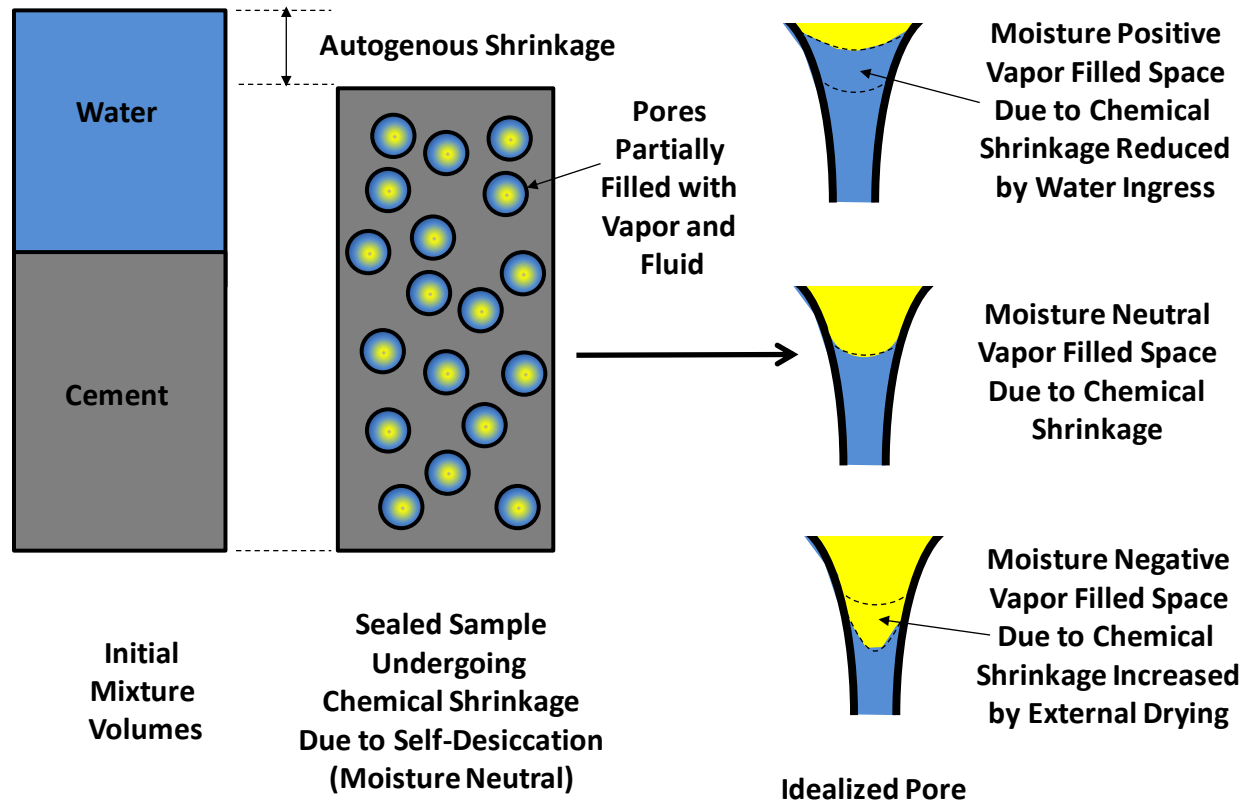 Water
Cement
Initial
Mixture
Volumes
Autogenous Shrinkage
Pores
Partially
Filled with
Vapor and
Fluid
Sealed Sample
Undergoing
Chemical Shrinkage
Due to Self-Desiccation
(Moisture Neutral)
Moisture Positive
Vapor Filled Space
Due to Chemical
Shrinkage Reduced
by Water Ingress
Moisture Neutral
Vapor Filled Space
Due to Chemical
Shrinkage
Moisture Negative
Vapor Filled Space
Due to Chemical
Shrinkage Increased
by External Drying
Idealized Pore